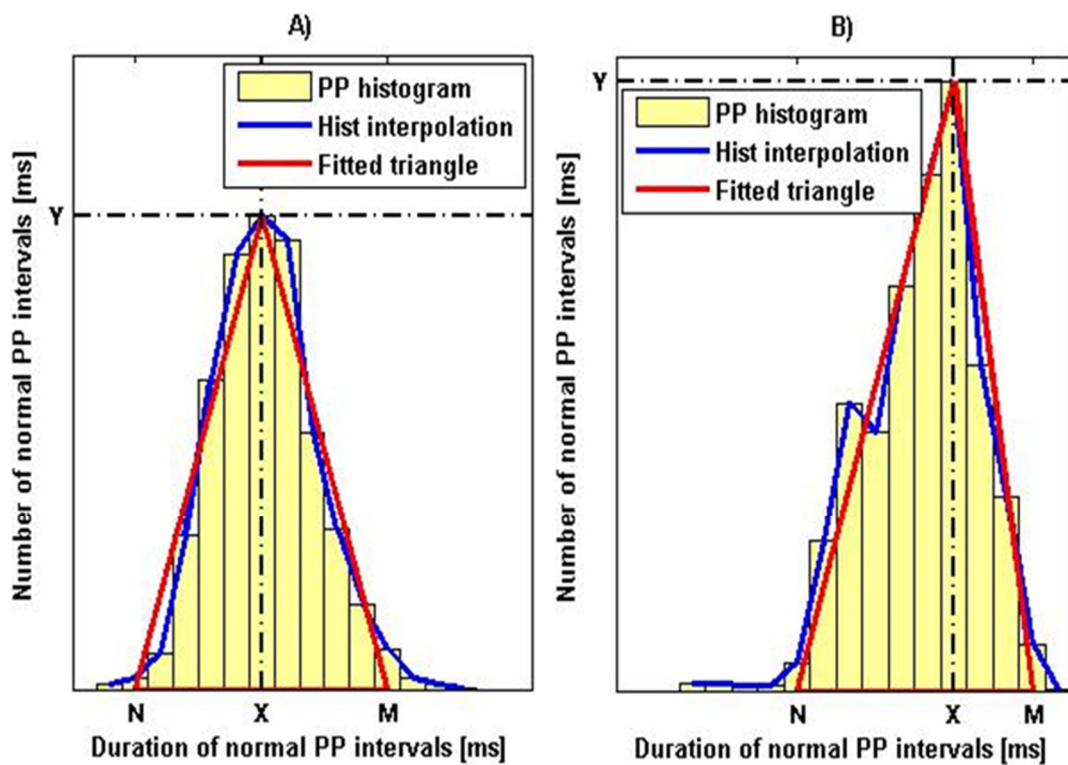 A)
PP histogram
Hist interpolation
Fitted triangle
Y
Number of normal PP intervals [ms]
N X M
Duration of normal PP intervals [ms]
B)
PP histogram
Hist interpolation
Fitted triangle
Y
Number of normal PP intervals [ms]
N X M
Duration of normal PP intervals [ms]